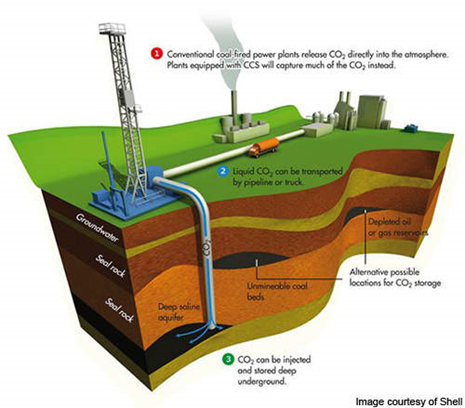 1 Conventional coal-fired power plants release CO₂ directly into the atmosphere.
Plants equipped with CCS will capture much of the CO₂ instead.
2 Liquid CO₂ can be transported
by pipeline or truck.
Groundwater
Seal rock
Seal rock
CO₂
Deep saline
aquifer
Unmineable coal
beds
Depleted oil
or gas reservoirs
Alternative possible
locations for CO₂ storage
3 CO₂ can be injected
and stored deep
underground.
Image courtesy of Shell